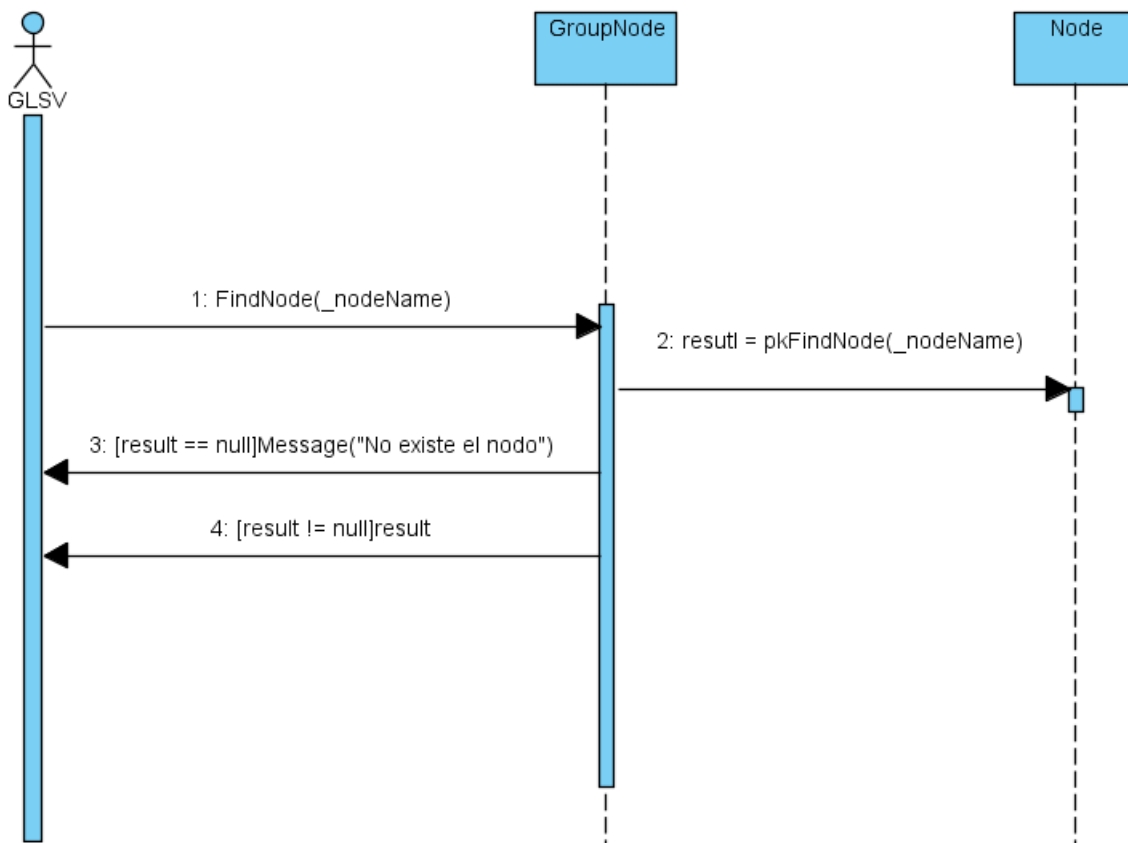 GroupNode
Node
GLSV
1: FindNode(_nodeName)
2: resutl = pkFindNode(_nodeName)
3: [result == null]Message("No existe el nodo")
4: [result != null]result